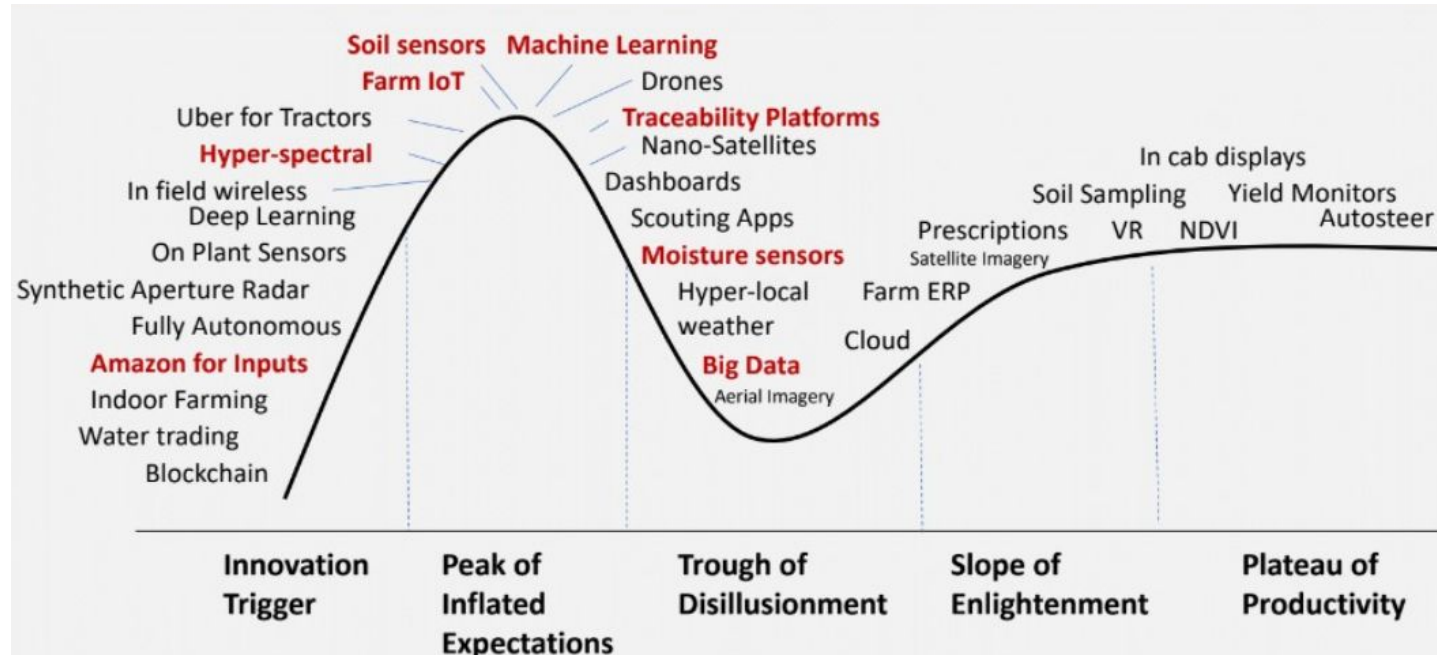 Soil sensors
Machine Learning
Farm IoT
Drones
Uber for Tractors
Traceability Platforms
Hyper-spectral
Nano-Satellites
In field wireless
Dashboards
Deep Learning
Scouting Apps
On Plant Sensors
Moisture sensors
Synthetic Aperture Radar
Hyper-local
weather
Fully Autonomous
Big Data
Amazon for Inputs
Aerial Imagery
Indoor Farming
Water trading
Blockchain
Cloud
Farm ERP
Prescriptions
Satellite Imagery
Soil Sampling
VR
In cab displays
NDVI
Yield Monitors
Autosteer
Innovation
Trigger
Peak of
Inflated
Expectations
Trough of
Disillusionment
Slope of
Enlightenment
Plateau of
Productivity